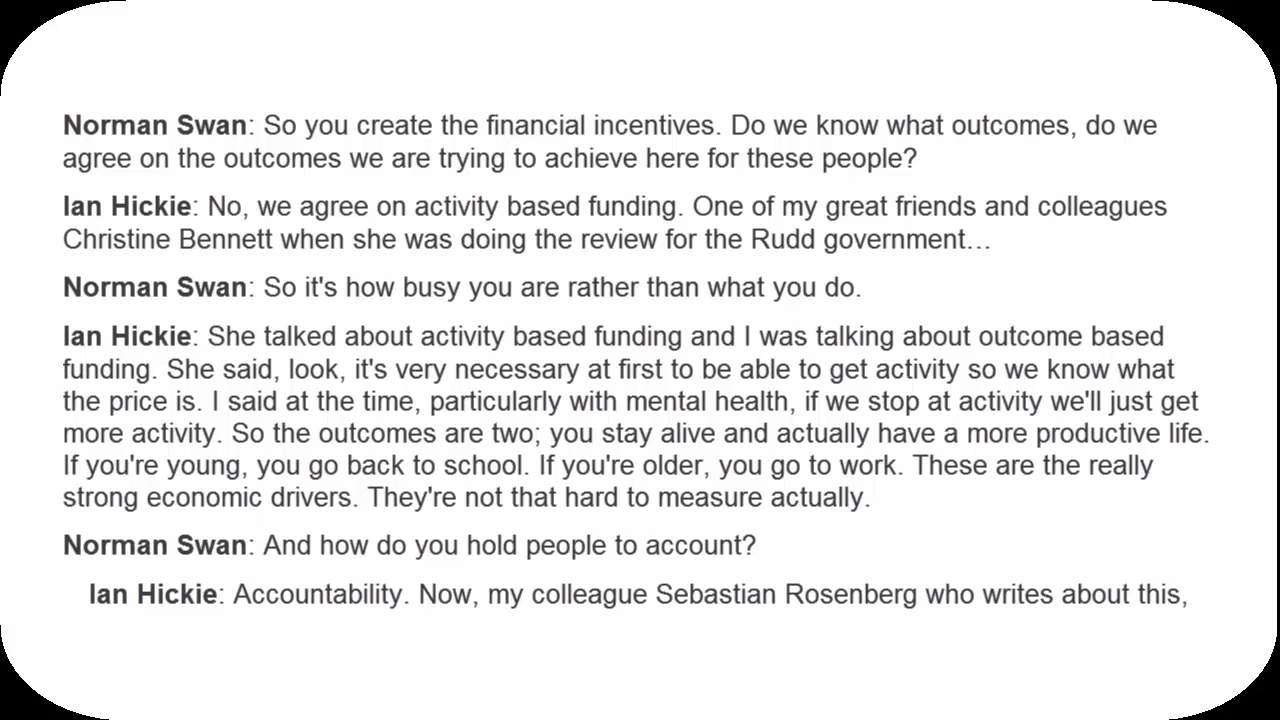 Norman Swan: So you create the financial incentives. Do we know what outcomes, do we
agree on the outcomes we are trying to achieve here for these people?
Ian Hickie: No, we agree on activity based funding. One of my great friends and colleagues
Christine Bennett when she was doing the review for the Rudd government…
Norman Swan: So it's how busy you are rather than what you do.
Ian Hickie: She talked about activity based funding and I was talking about outcome based
funding. She said, look, it's very necessary at first to be able to get activity so we know what
the price is. I said at the time, particularly with mental health, if we stop at activity we'll just get
more activity. So the outcomes are two; you stay alive and actually have a more productive life.
If you're young, you go back to school. If you're older, you go to work. These are the really
strong economic drivers. They're not that hard to measure actually.
Norman Swan: And how do you hold people to account?
Ian Hickie: Accountability. Now, my colleague Sebastian Rosenberg who writes about this,